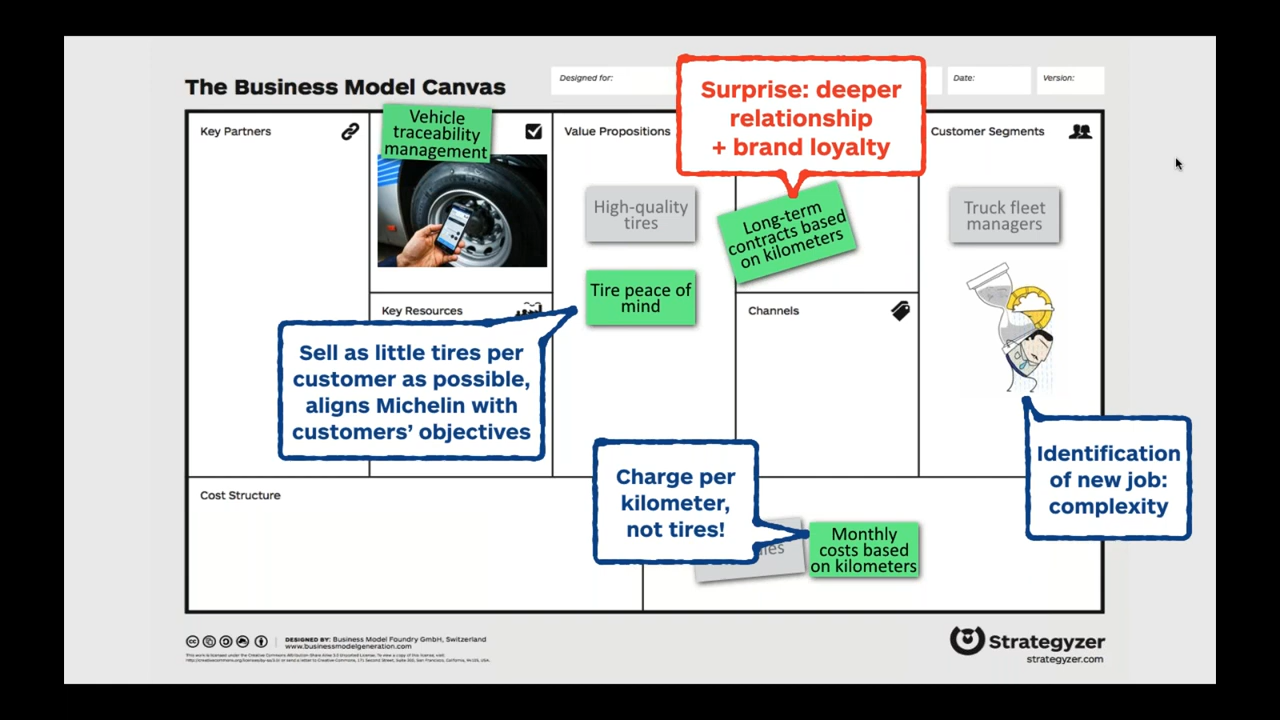 The Business Model Canvas
Designed for:
Date:
Version:
Surprise: deeper
relationship
+ brand loyalty
Key Partners
Vehicle
traceability
management
Value Propositions
Customer Segments
High-quality
tires
Long-term
contracts based
on kilometers
Truck fleet
managers
Tire peace of
mind
Key Resources
Channels
Sell as little tires per
customer as possible,
aligns Michelin with
customers’ objectives
Charge per
kilometer,
not tires!
Identification
of new job:
complexity
Cost Structure
Monthly
costs based
on kilometers
DESIGNED BY: Business Model Foundry GmbH, Switzerland
www.businessmodelgeneration.com
Strategyzer
strategyzer.com